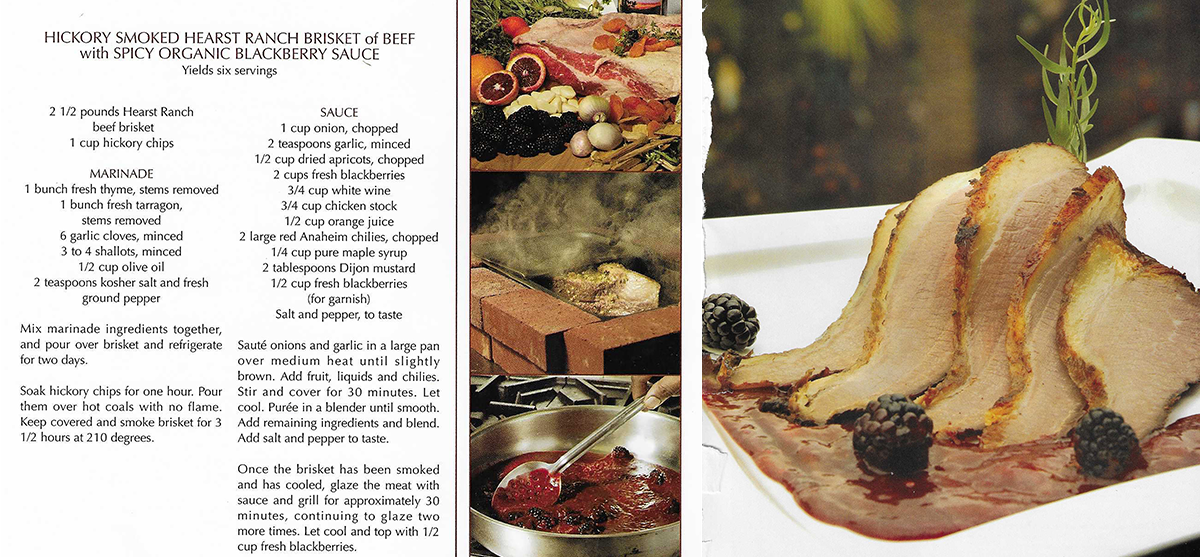 HICKORY SMOKED HEARST RANCH BRISKET of BEEF
with SPICY ORGANIC BLACKBERRY SAUCE
Yields six servings
2 1/2 pounds Hearst Ranch
beef brisket
1 cup hickory chips
MARINADE
1 bunch fresh thyme, stems removed
1 bunch fresh tarragon,
stems removed
6 garlic cloves, minced
3 to 4 shallots, minced
1/2 cup olive oil
2 teaspoons kosher salt and fresh
ground pepper
Mix marinade ingredients together,
and pour over brisket and refrigerate
for two days.
Soak hickory chips for one hour. Pour
them over hot coals with no flame.
Keep covered and smoke brisket for 3
1/2 hours at 210 degrees.
SAUCE
1 cup onion, chopped
2 teaspoons garlic, minced
1/2 cup dried apricots, chopped
2 cups fresh blackberries
3/4 cup white wine
3/4 cup chicken stock
1/2 cup orange juice
2 large red Anaheim chilies, chopped
1/4 cup pure maple syrup
2 tablespoons Dijon mustard
1/2 cup fresh blackberries
(for garnish)
Salt and pepper, to taste
Sauté onions and garlic in a large pan
over medium heat until slightly
brown. Add fruit, liquids and chilies.
Stir and cover for 30 minutes. Let
cool. Purée in a blender until smooth.
Add remaining ingredients and blend.
Add salt and pepper to taste.
Once the brisket has been smoked
and has cooled, glaze the meat with
sauce and grill for approximately 30
minutes, continuing to glaze two
more times. Let cool and top with 1/2
cup fresh blackberries.